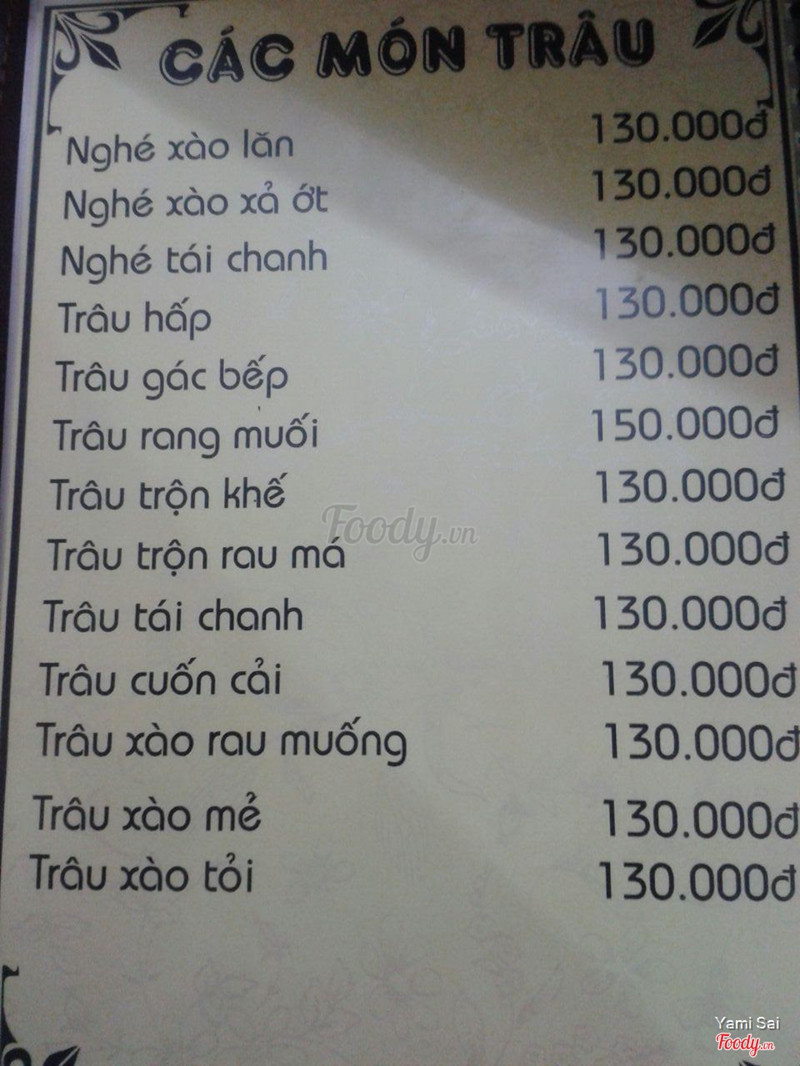 CÁC MÓN TRÂU
Nghé xào lăn 130.000đ
Nghé xào xả ớt 130.000đ
Nghé tái chanh 130.000đ
Trâu hấp 130.000đ
Trâu gác bếp 130.000đ
Trâu rang muối 150.000đ
Trâu trộn khế 130.000đ
Trâu trộn rau má 130.000đ
Trâu tái chanh 130.000đ
Trâu cuốn cải 130.000đ
Trâu xào rau muống 130.000đ
Trâu xào mẻ 130.000đ
Trâu xào tỏi 130.000đ
Foody.vn
Yami Sai
Foody.vn